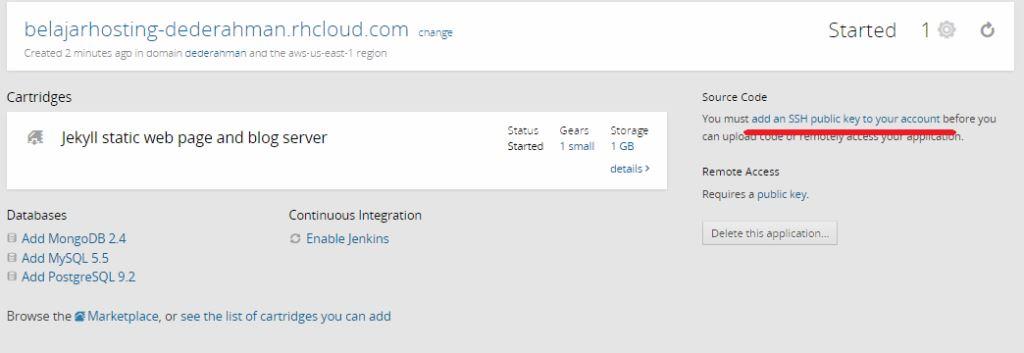 belajarhosting-dederahman.rhcloud.com change
Started 1
Created 2 minutes ago in domain dederahman and the aws-us-east-1 region
Cartridges
Jekyll static web page and blog server
Status Gears Storage
Started 1 small 1 GB
details >
Databases
Add MongoDB 2.4
Add MySQL 5.5
Add PostgreSQL 9.2
Continuous Integration
Enable Jenkins
Browse the Marketplace, or see the list of cartridges you can add
Source Code
You must add an SSH public key to your account before you
can upload code or remotely access your application.
Remote Access
Requires a public key.
Delete this application...